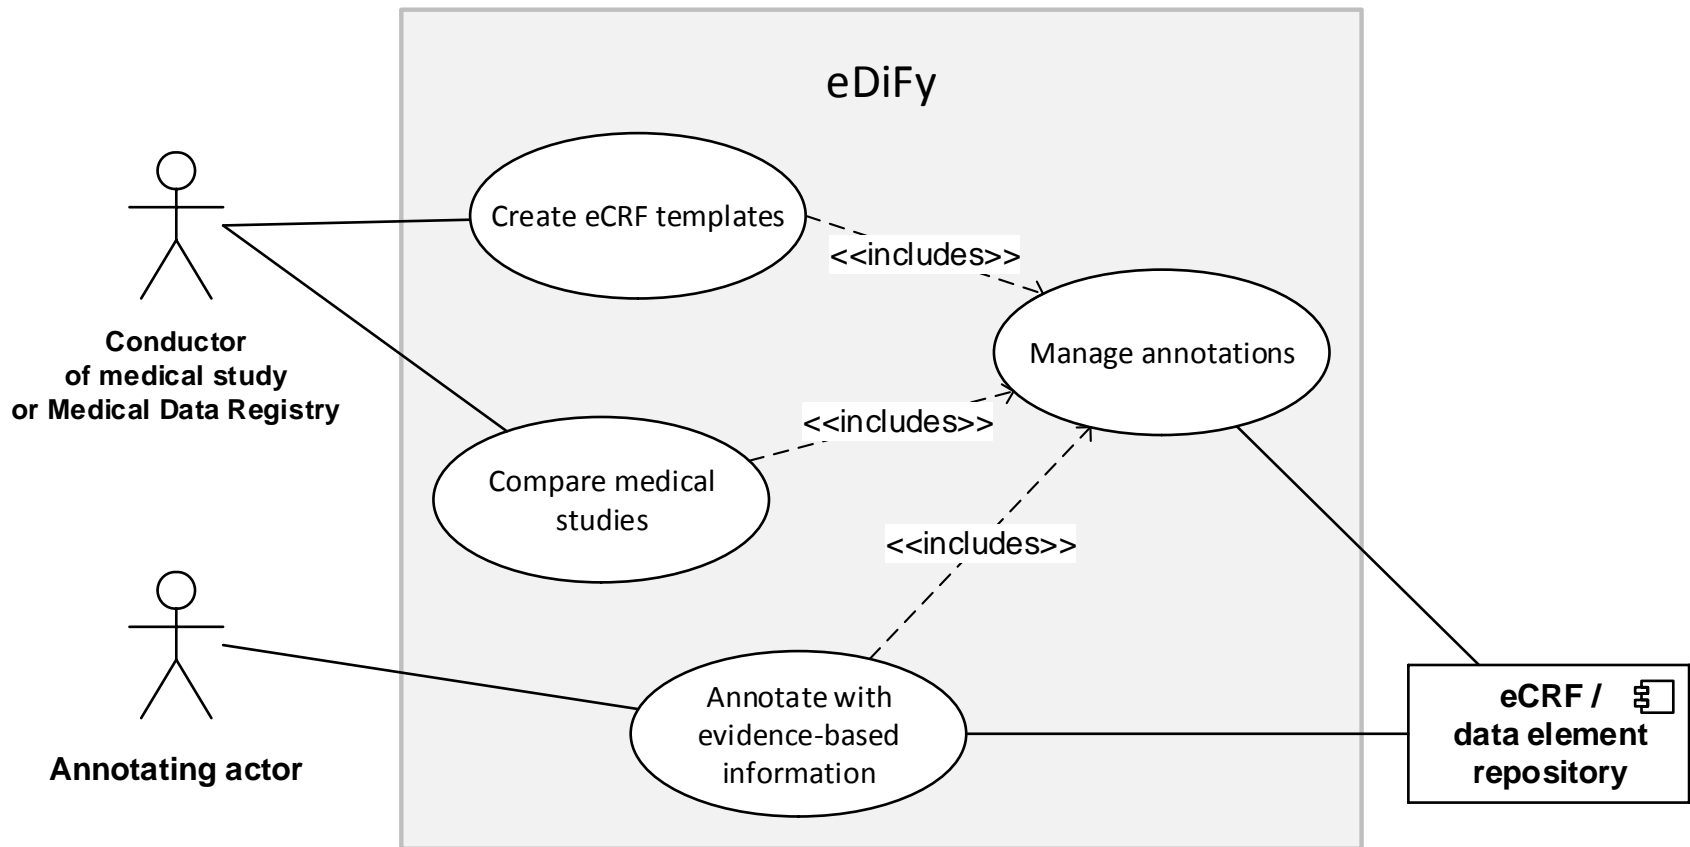 eDiFy
Create eCRF templates
<<includes>>
Conductor
of medical study
or Medical Data Registry
Manage annotations
<<includes>>
Compare medical
studies
<<includes>>
Annotating actor
Annotate with
evidence-based
information
eCRF /
data element
repository